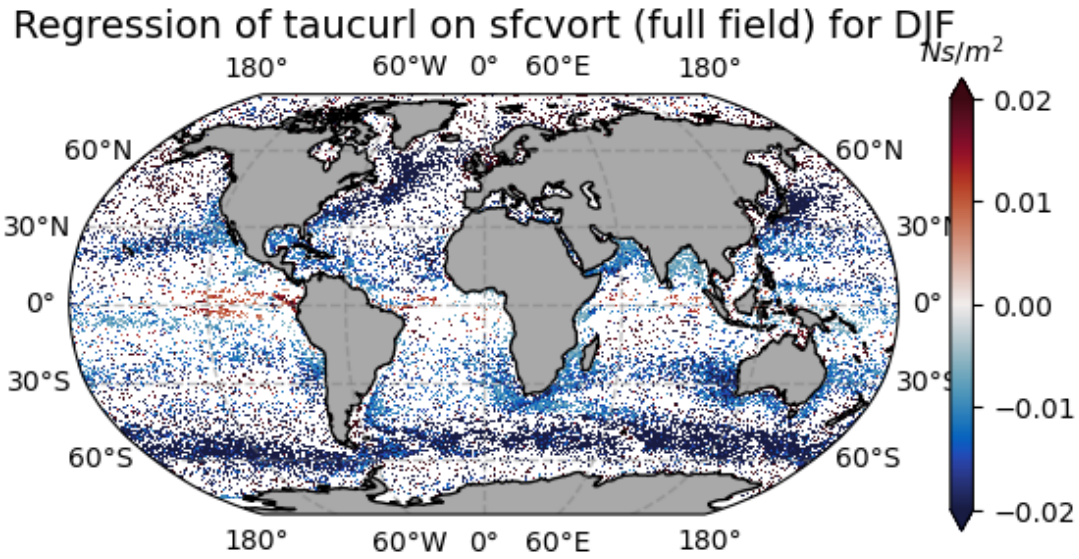 Regression of taucurl on sfcvort (full field) for DJF
Ns/m²
180° 60°W 0° 60°E 180°
60°N 60°N
30°N 30°N
0° 0°
30°S 30°S
60°S 60°S
180° 60°W 0° 60°E 180°
0.02
0.01
0.00
−0.01
−0.02